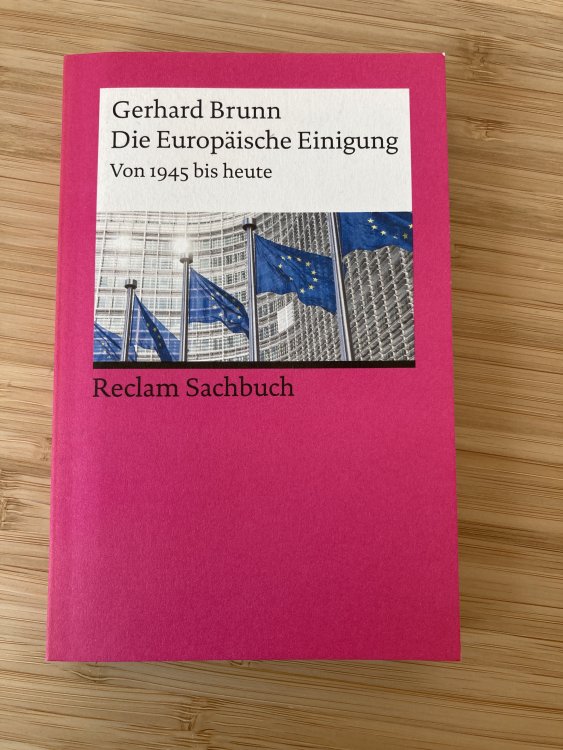 Gerhard Brunn
Die Europäische Einigung
Von 1945 bis heute
Reclam Sachbuch